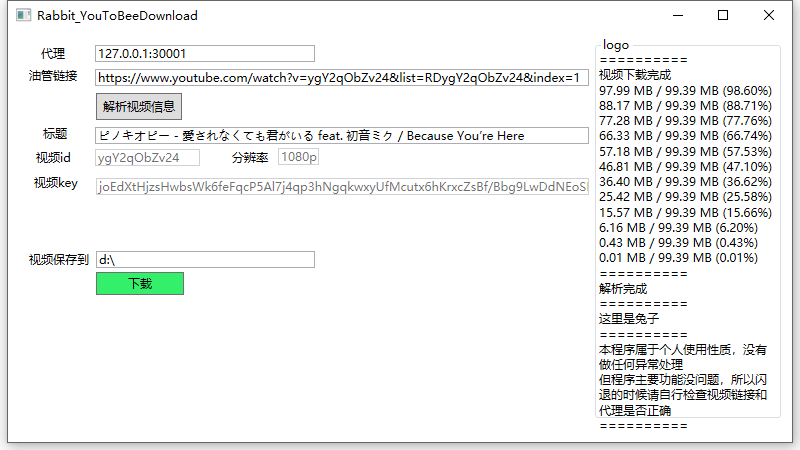 Rabbit_YouToBeeDownload
代理
127.0.0.1:30001
油管链接
https://www.youtube.com/watch?v=ygY2qObZv24&list=RDygY2qObZv24&index=1
解析视频信息
标题
ピノキオピー - 愛されなくても君がいる feat. 初音ミク / Because You're Here
视频id
ygY2qObZv24
分辨率
1080p
视频key
joEdXtHjzsHwbsWk6feFqcP5Al7j4qp3hNgqkwxyUfMcutx6hKrxcZsBf/Bbg9LwDdNEoS
视频保存到
d:\
下载
logo
==========
视频下载完成
97.99 MB / 99.39 MB (98.60%)
88.17 MB / 99.39 MB (88.71%)
77.28 MB / 99.39 MB (77.76%)
66.33 MB / 99.39 MB (66.74%)
57.18 MB / 99.39 MB (57.53%)
46.81 MB / 99.39 MB (47.10%)
36.40 MB / 99.39 MB (36.62%)
25.42 MB / 99.39 MB (25.58%)
15.57 MB / 99.39 MB (15.66%)
6.16 MB / 99.39 MB (6.20%)
0.43 MB / 99.39 MB (0.43%)
0.01 MB / 99.39 MB (0.01%)
==========
解析完成
==========
这里是兔子
==========
本程序属于个人使用性质，没有
做任何异常处理
但程序主要功能没问题，所以闪
退的时候请自行检查视频链接和
代理是否正确
==========